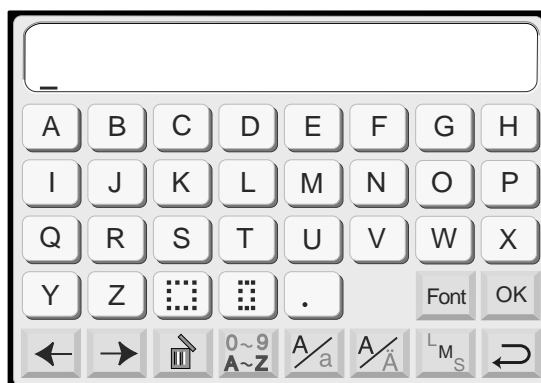 _
A B C D E F G H
I J K L M N O P
Q R S T U V W X
Y Z . Font OK
0~9
A~Z A/a A/Ä LMS